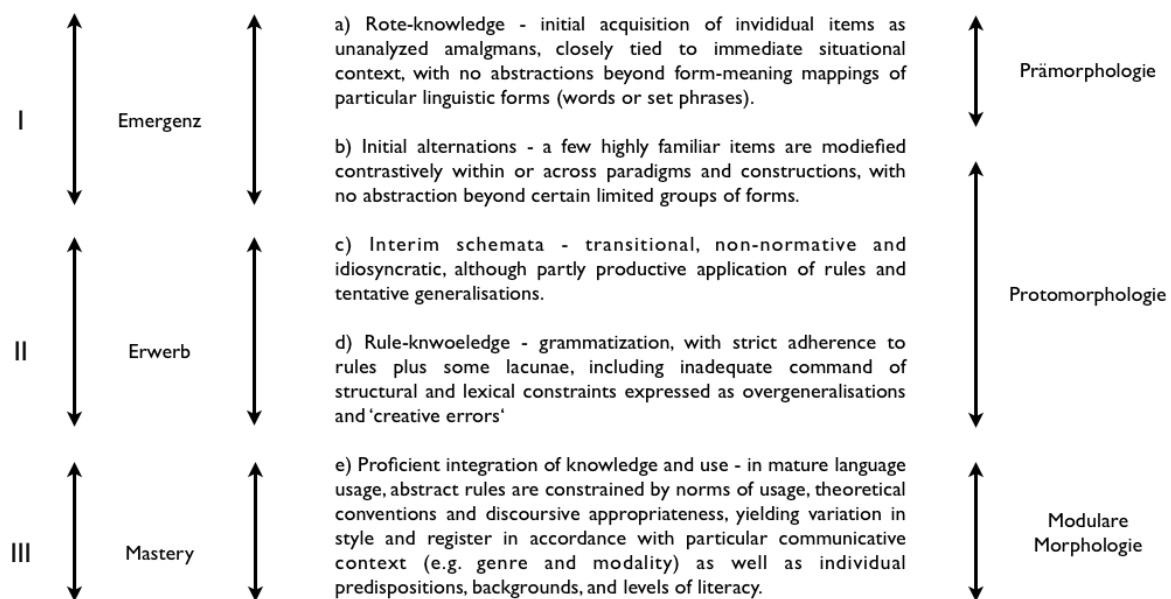 a) Rote-knowledge - initial acquisition of invididual items as
unanalyzed amalgmans, closely tied to immediate situational
context, with no abstractions beyond form-meaning mappings of
particular linguistic forms (words or set phrases).
Prämorphologie
I
Emergenz
b) Initial alternations - a few highly familiar items are modiefied
contrastively within or across paradigms and constructions, with
no abstraction beyond certain limited groups of forms.
c) Interim schemata - transitional, non-normative and
idiosyncratic, although partly productive application of rules and
tentative generalisations.
Protomorphologie
II
Erwerb
d) Rule-knwoeledge - grammatization, with strict adherence to
rules plus some lacunae, including inadequate command of
structural and lexical constraints expressed as overgeneralisations
and ‘creative errors‘
e) Proficient integration of knowledge and use - in mature language
usage, abstract rules are constrained by norms of usage, theoretical
conventions and discoursive appropriateness, yielding variation in
style and register in accordance with particular communicative
context (e.g. genre and modality) as well as individual
predispositions, backgrounds, and levels of literacy.
III
Mastery
Modulare
Morphologie